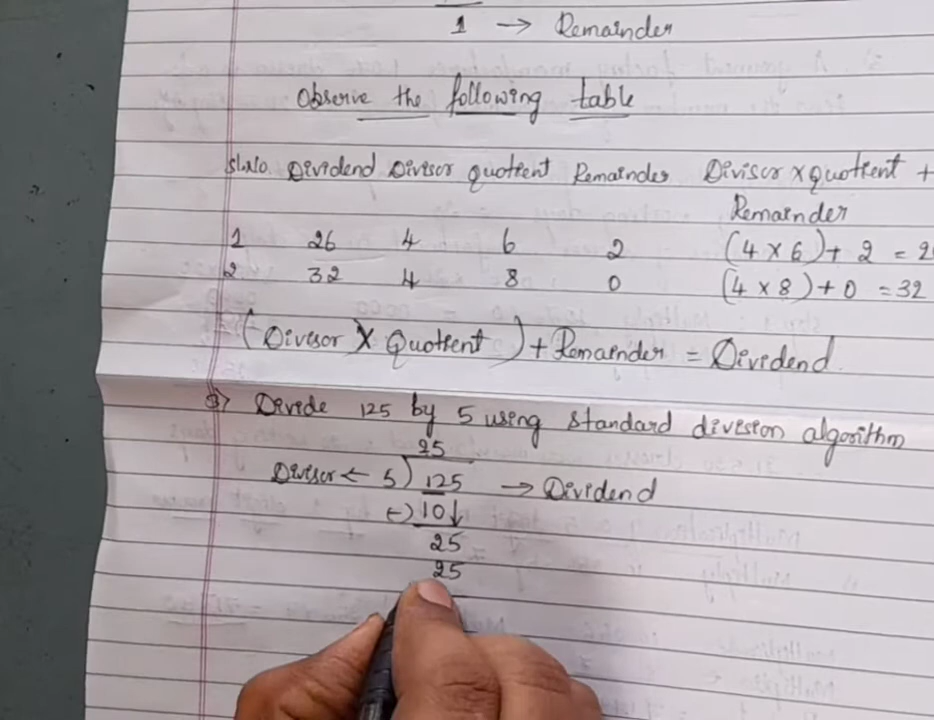 1 → Remainder
Observe the following table
Sl.No. Dividend Divisor quotient Remainder Divisor × quotient +
Remainder
1 26 4 6 2 (4 × 6) + 2 = 2
2 32 4 8 0 (4 × 8) + 0 = 32
(Divisor × Quotient) + Remainder = Dividend.
3) Divide 125 by 5 using standard division algorithm
25
Divisor ← 5) 125 → Dividend
(-) 10↓
25
25